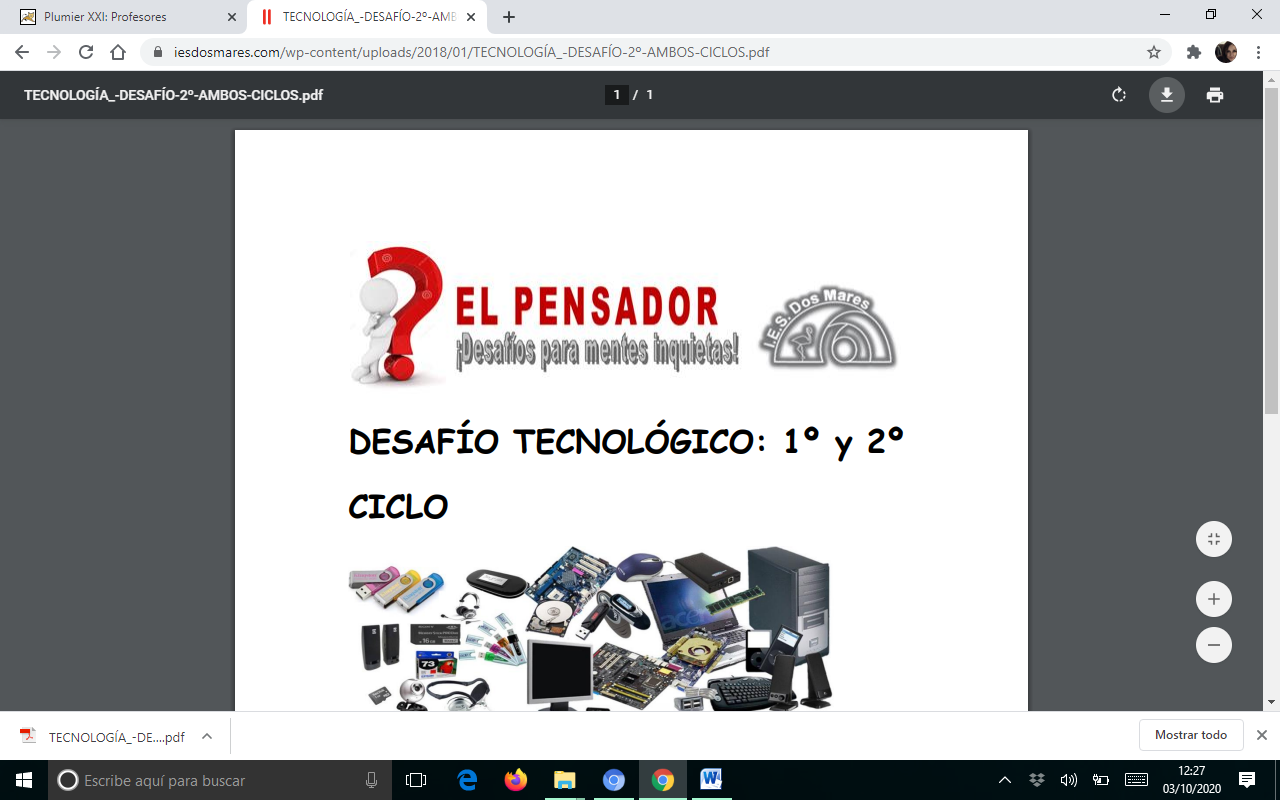 Plumier XXI: Profesores
TECNOLOGÍA_-DESAFÍO-2º-AMB
iesdosmares.com/wp-content/uploads/2018/01/TECNOLOGÍA_-DESAFÍO-2º-AMBOS-CICLOS.pdf
TECNOLOGÍA_-DESAFÍO-2º-AMBOS-CICLOS.pdf
1 / 1
EL PENSADOR
¡Desafíos para mentes inquietas!
I.E.S. Dos Mares
DESAFÍO TECNOLÓGICO: 1º y 2º
CICLO
73
TECNOLOGÍA_-DE....pdf
Mostrar todo
Escribe aquí para buscar
12:27
03/10/2020